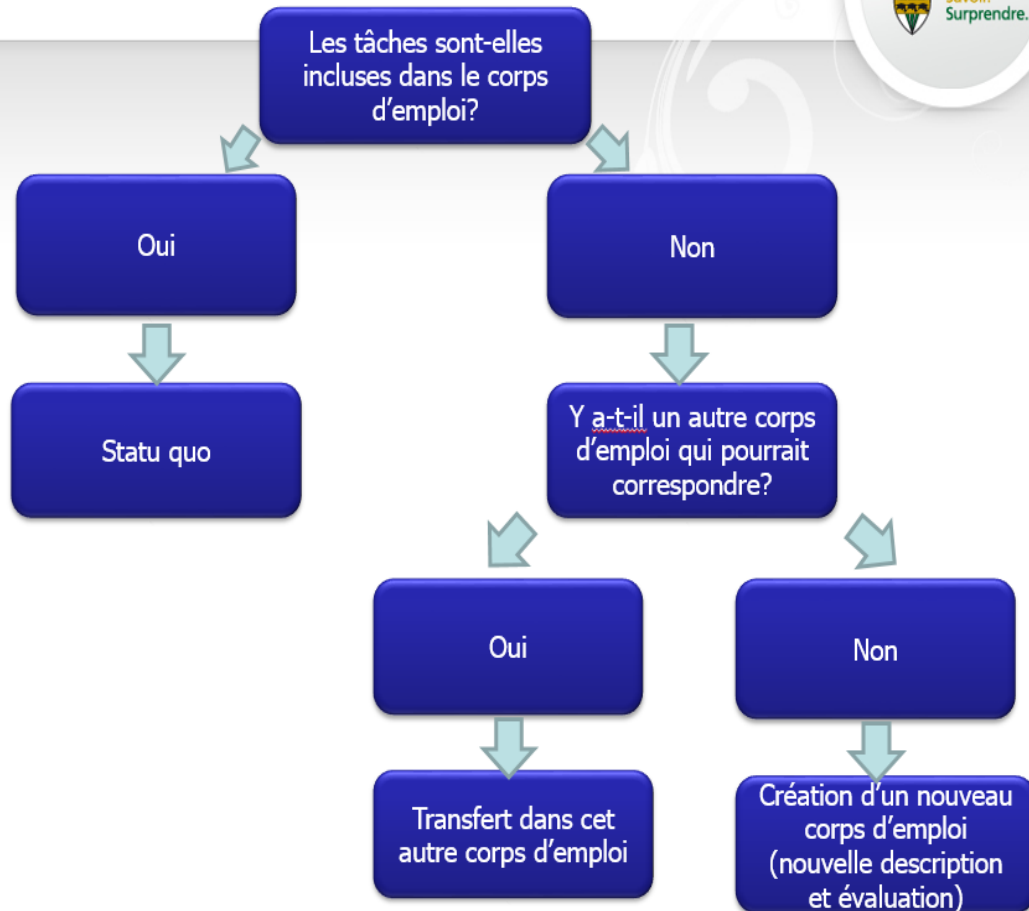 Savoir.
Surprendre.
Les tâches sont-elles
incluses dans le corps
d'emploi?
Oui
Non
Statu quo
Y a-t-il un autre corps
d'emploi qui pourrait
correspondre?
Oui
Non
Transfert dans cet
autre corps d'emploi
Création d'un nouveau
corps d'emploi
(nouvelle description
et évaluation)